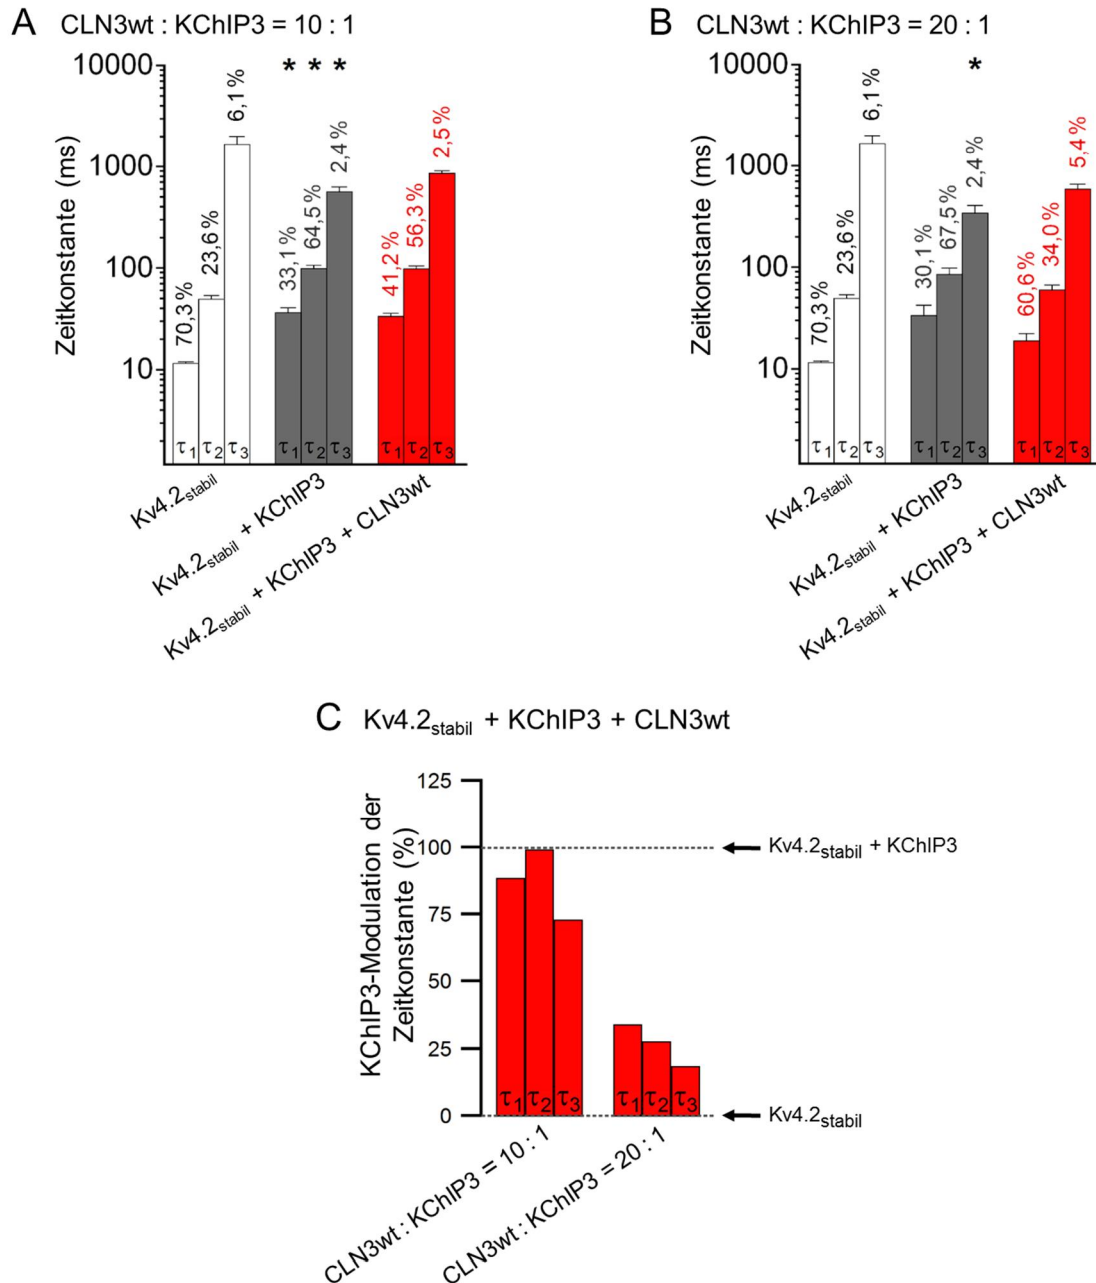 A CLN3wt : KChIP3 = 10 : 1
Zeitkonstante (ms)
10000
1000
100
10
* * *
70,3 %
23,6 %
6,1 %
33,1 %
64,5 %
2,4 %
41,2 %
56,3 %
2,5 %
τ1 τ2 τ3
τ1 τ2 τ3
τ1 τ2 τ3
Kv4.2stabil
Kv4.2stabil + KChIP3
Kv4.2stabil + KChIP3 + CLN3wt
B CLN3wt : KChIP3 = 20 : 1
Zeitkonstante (ms)
10000
1000
100
10
*
70,3 %
23,6 %
6,1 %
30,1 %
67,5 %
2,4 %
60,6 %
34,0 %
5,4 %
τ1 τ2 τ3
τ1 τ2 τ3
τ1 τ2 τ3
Kv4.2stabil
Kv4.2stabil + KChIP3
Kv4.2stabil + KChIP3 + CLN3wt
C Kv4.2stabil + KChIP3 + CLN3wt
KChIP3-Modulation der
Zeitkonstante (%)
125
100
75
50
25
0
Kv4.2stabil + KChIP3
Kv4.2stabil
τ1 τ2 τ3
τ1 τ2 τ3
CLN3wt : KChIP3 = 10 : 1
CLN3wt : KChIP3 = 20 : 1